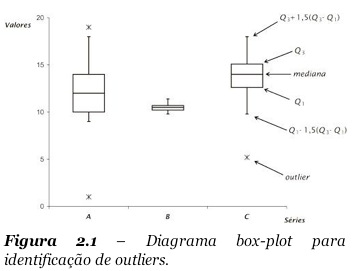 Valores
20
15
10
5
0
A
B
C
Séries
Q₃+ 1,5(Q₃- Q₁)
Q₃
mediana
Q₁
Q₁- 1,5(Q₃- Q₁)
outlier
Figura 2.1 – Diagrama box-plot para
identificação de outliers.